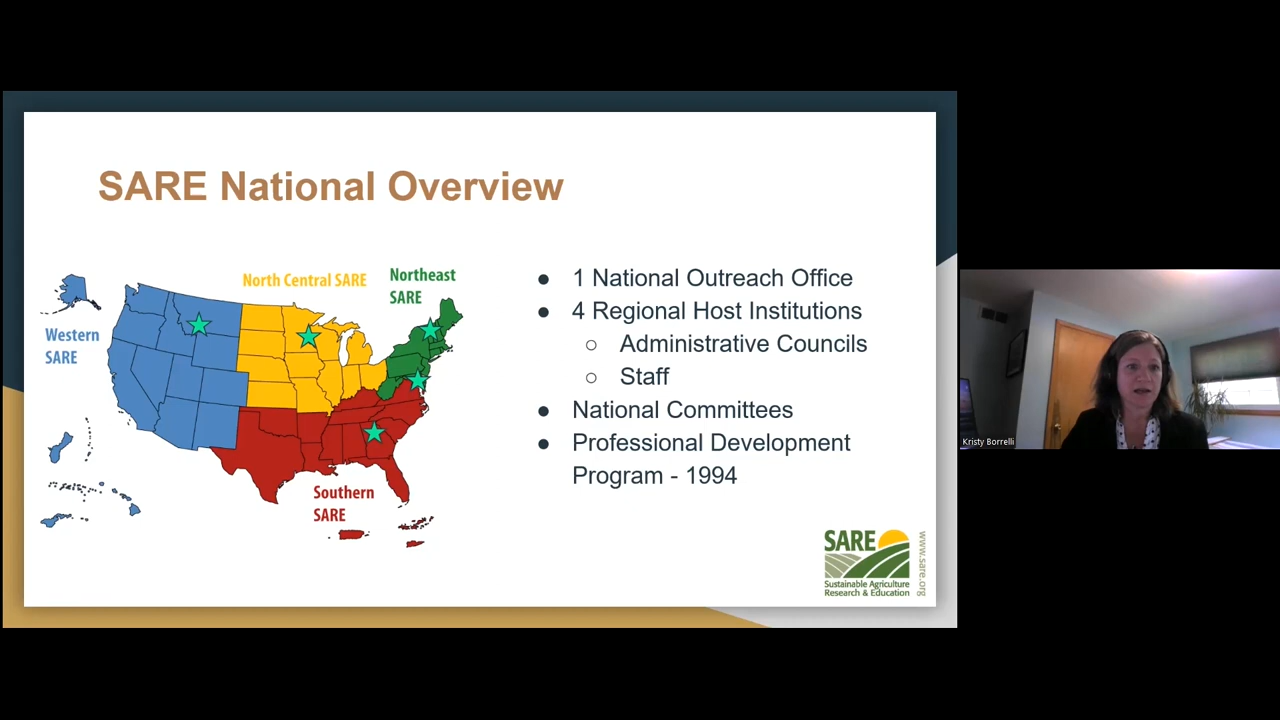 SARE National Overview
North Central SARE
Northeast
SARE
Western
SARE
Southern
SARE
● 1 National Outreach Office
● 4 Regional Host Institutions
○ Administrative Councils
○ Staff
● National Committees
● Professional Development
Program - 1994
SARE
Sustainable Agriculture
Research & Education
www.sare.org
Kristy Borrelli